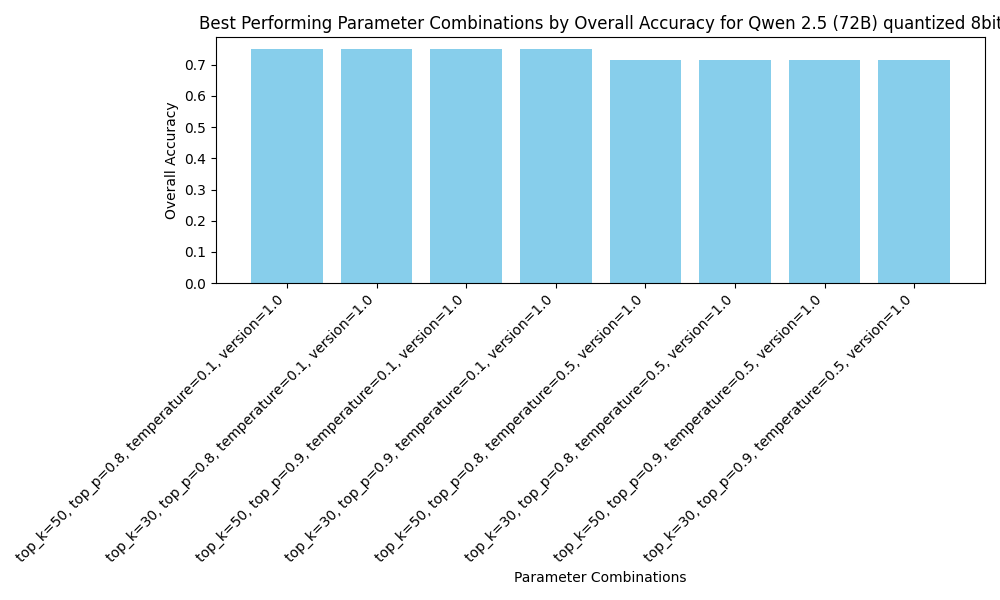 Best Performing Parameter Combinations by Overall Accuracy for Qwen 2.5 (72B) quantized 8bit
Overall Accuracy
0.7
0.6
0.5
0.4
0.3
0.2
0.1
0.0
top_k=50, top_p=0.8, temperature=0.1, version=1.0
top_k=30, top_p=0.8, temperature=0.1, version=1.0
top_k=50, top_p=0.9, temperature=0.1, version=1.0
top_k=30, top_p=0.9, temperature=0.1, version=1.0
top_k=50, top_p=0.8, temperature=0.5, version=1.0
top_k=30, top_p=0.8, temperature=0.5, version=1.0
top_k=50, top_p=0.9, temperature=0.5, version=1.0
top_k=30, top_p=0.9, temperature=0.5, version=1.0
Parameter Combinations